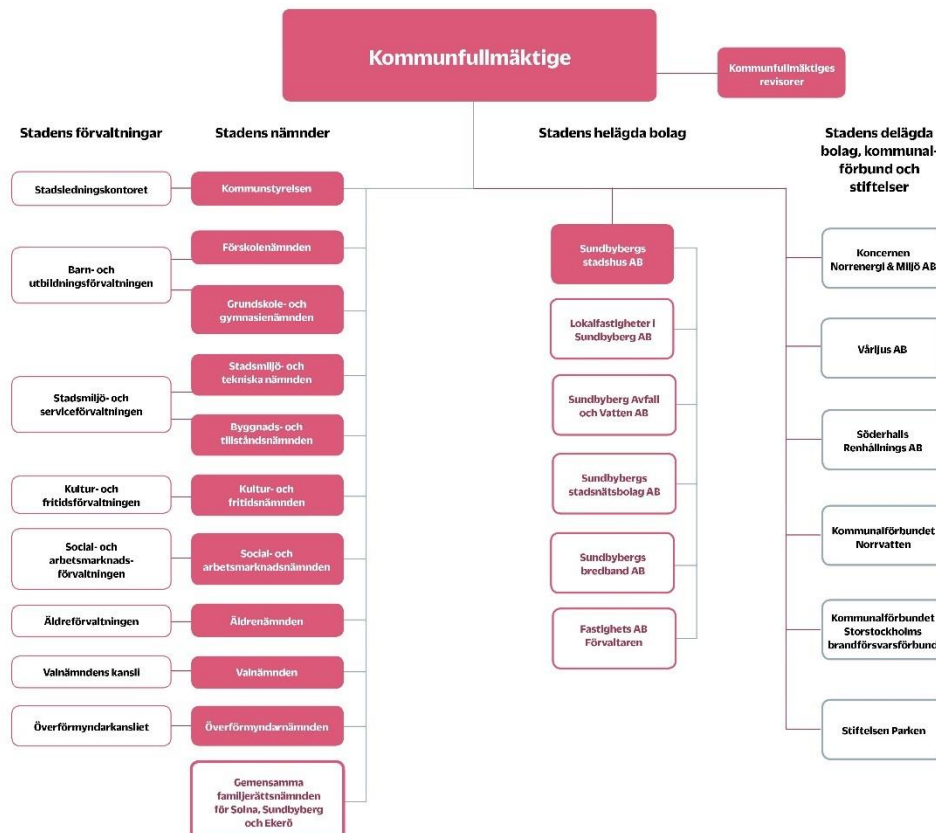 Kommunfullmäktige
Kommunfullmäktiges
revisorer
Stadens förvaltningar
Stadens nämnder
Stadens helägda bolag
Stadens delägda
bolag, kommunal-
förbund och
stiftelser
Stadsledningskontoret
Barn- och
utbildningsförvaltningen
Stadsmiljö- och
serviceförvaltningen
Kultur- och
fritidsförvaltningen
Social- och
arbetsmarknads-
förvaltningen
Äldreförvaltningen
Valnämndens kansli
Överförmyndarkansliet
Kommunstyrelsen
Förskolenämnden
Grundskole- och
gymnasienämnden
Stadsmiljö- och
tekniska nämnden
Byggnads- och
tillståndsnämnden
Kultur- och
fritidsnämnden
Social- och
arbetsmarknadsnämnden
Äldrenämnden
Valnämnden
Överförmyndarnämnden
Gemensamma
familjerättsnämnden
för Solna, Sundbyberg
och Ekerö
Sundbybergs
stadshus AB
Lokalfastigheter i
Sundbyberg AB
Sundbyberg Avfall
och Vatten AB
Sundbybergs
stadsnätsbolag AB
Sundbybergs
bredband AB
Fastighets AB
Förvaltaren
Koncernen
Norrenergi & Miljö AB
Vårljus AB
Söderhalls
Renhållnings AB
Kommunalförbundet
Norrvatten
Kommunalförbundet
Storstockholms
brandförsvarsförbund
Stiftelsen Parken